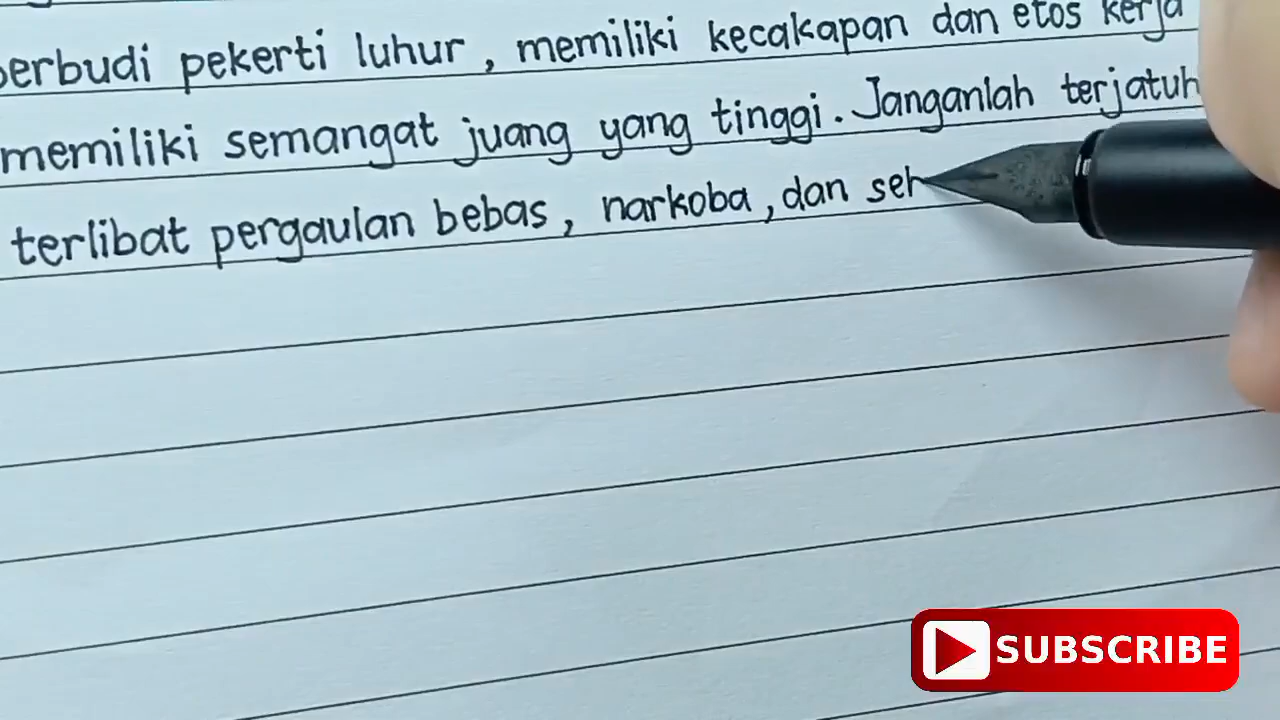 berbudi pekerti luhur, memiliki kecakapan dan etos kerja
memiliki semangat juang yang tinggi. Janganlah terjatuh
terlibat pergaulan bebas, narkoba, dan
SUBSCRIBE